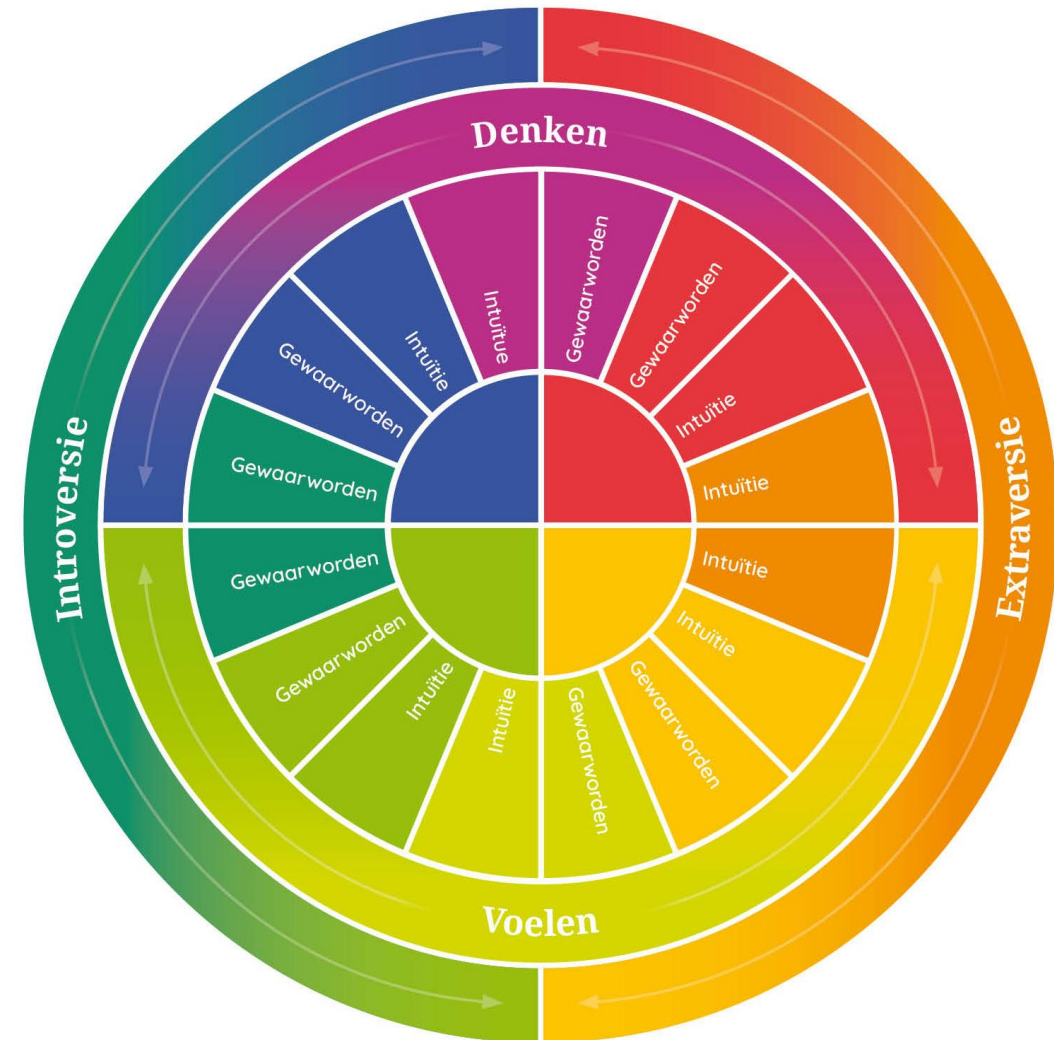 Denken
Intuïtue
Gewaarworden
Gewaarworden
Intuïtie
Intuïtie
Intuïtie
Intuïtie
Gewaarworden
Gewaarworden
Intuïtie
Intuïtie
Gewaarworden
Gewaarworden
Gewaarworden
Gewaarworden
Intuïtie
Voelen
Introversie
Extraversie